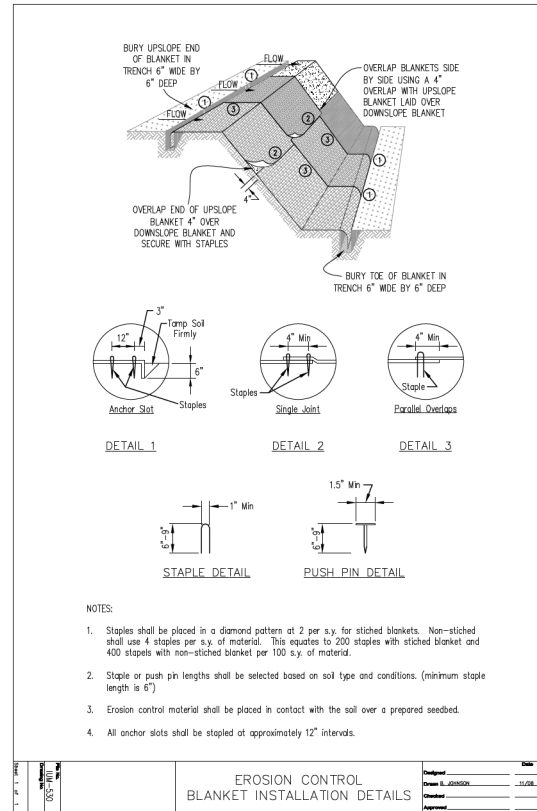 BURY UPSLOPE END
OF BLANKET IN
TRENCH 6" WIDE BY
6" DEEP
FLOW
FLOW
FLOW
OVERLAP BLANKETS SIDE
BY SIDE USING A 4"
OVERLAP WITH UPSLOPE
BLANKET LAID OVER
DOWNSLOPE BLANKET
1
1
1
3
2
3
2
3
1
1
4"
OVERLAP END OF UPSLOPE
BLANKET 4" OVER
DOWNSLOPE BLANKET AND
SECURE WITH STAPLES
BURY TOE OF BLANKET IN
TRENCH 6" WIDE BY 6" DEEP
3"
12"
Tamp Soil
Firmly
6"
Staples
Anchor Slot
4" Min
Staples
Single Joint
4" Min
Staple
Parallel Overlaps
DETAIL 1
DETAIL 2
DETAIL 3
1" Min
6"-9"
STAPLE DETAIL
1.5" Min
6"-9"
PUSH PIN DETAIL
NOTES:
1. Staples shall be placed in a diamond pattern at 2 per s.y. for stiched blankets. Non-stiched
shall use 4 staples per s.y. of material. This equates to 200 staples with stiched blanket and
400 stapels with non-stiched blanket per 100 s.y. of material.
2. Staple or push pin lengths shall be selected based on soil type and conditions. (minimum staple
length is 6")
3. Erosion control material shall be placed in contact with the soil over a prepared seedbed.
4. All anchor slots shall be stapled at approximately 12" intervals.
Sheet 1 of 1
Drawing No.
IUM-530
File No.
EROSION CONTROL
BLANKET INSTALLATION DETAILS
Date
Designed
Drawn B. JOHNSON 11/08
Checked
Approved